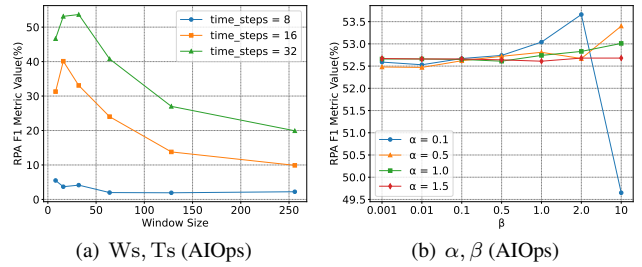 RPA F1 Metric Value(%)
50
40
30
20
10
0
0 50 100 150 200 250
Window Size
time_steps = 8
time_steps = 16
time_steps = 32
(a) Ws, Ts (AIOps)
RPA F1 Metric Value(%)
53.5
53.0
52.5
52.0
51.5
51.0
50.5
50.0
49.5
0.001 0.01 0.1 0.5 1.0 2.0 10
β
α = 0.1
α = 0.5
α = 1.0
α = 1.5
(b) α, β (AIOps)